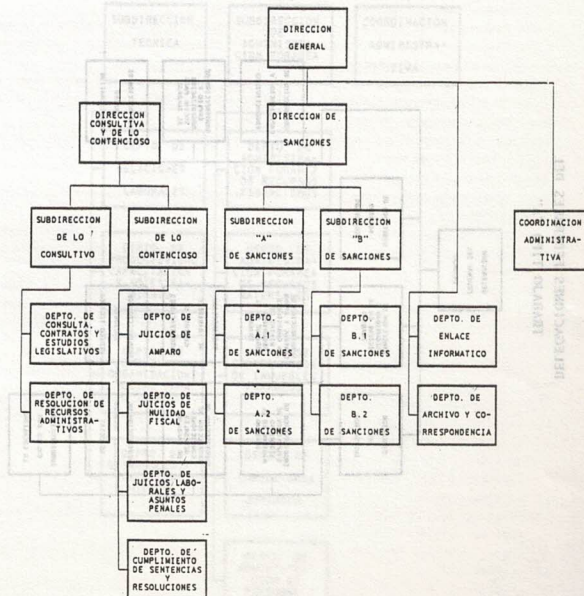 DIRECCION
GENERAL
DIRECCION
CONSULTIVA
Y DE LO
CONTENCIOSO
DIRECCION DE
SANCIONES
SUBDIRECCION
DE LO
CONSULTIVO
SUBDIRECCION
DE LO
CONTENCIOSO
SUBDIRECCION
"A"
DE SANCIONES
SUBDIRECCION
"B"
DE SANCIONES
COORDINACION
ADMINISTRA-
TIVA
DEPTO. DE
CONSULTA,
CONTRATOS Y
ESTUDIOS
LEGISLATIVOS
DEPTO. DE
JUICIOS DE
AMPARO
DEPTO.
A.1
DE SANCIONES
DEPTO.
B.1
DE SANCIONES
DEPTO. DE
ENLACE
INFORMATICO
DEPTO. DE
RESOLUCION DE
RECURSOS
ADMINISTRA-
TIVOS
DEPTO. DE
JUICIOS DE
NULIDAD
FISCAL
DEPTO.
A.2
DE SANCIONES
DEPTO.
B.2
DE SANCIONES
DEPTO. DE
ARCHIVO Y CO-
RRESPONDENCIA
DEPTO. DE
JUICIOS LABO-
RALES Y
ASUNTOS
PENALES
DEPTO. DE
CUMPLIMIENTO
DE SENTENCIAS
Y
RESOLUCIONES